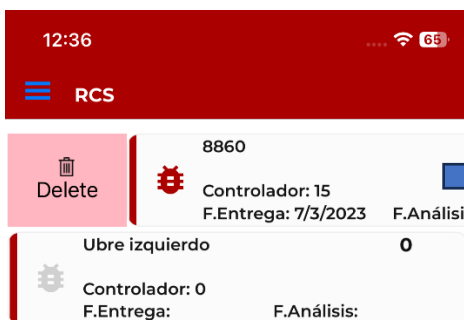 12:36
65
RCS
Delete
8860
Controlador: 15
F.Entrega: 7/3/2023 F.Análisi
Ubre izquierdo 0
Controlador: 0
F.Entrega: F.Análisis: